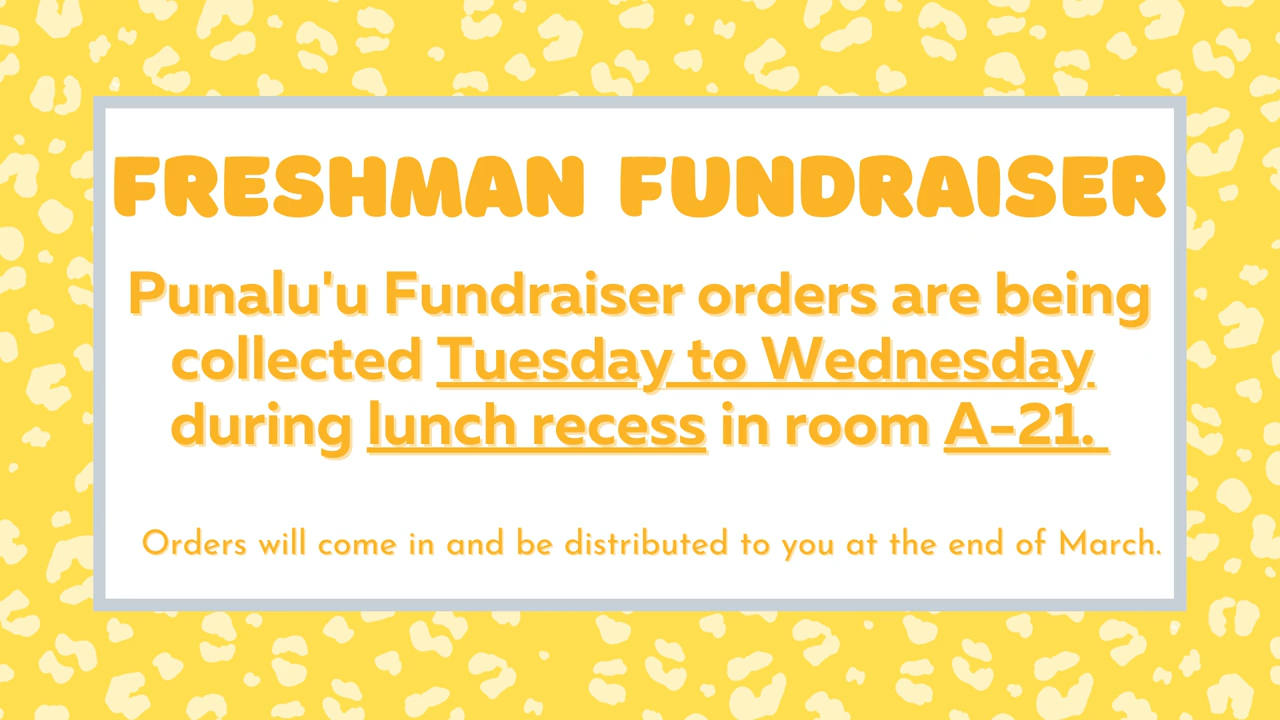 FRESHMAN FUNDRAISER
Punalu'u Fundraiser orders are being
collected Tuesday to Wednesday
during lunch recess in room A-21.
Orders will come in and be distributed to you at the end of March.